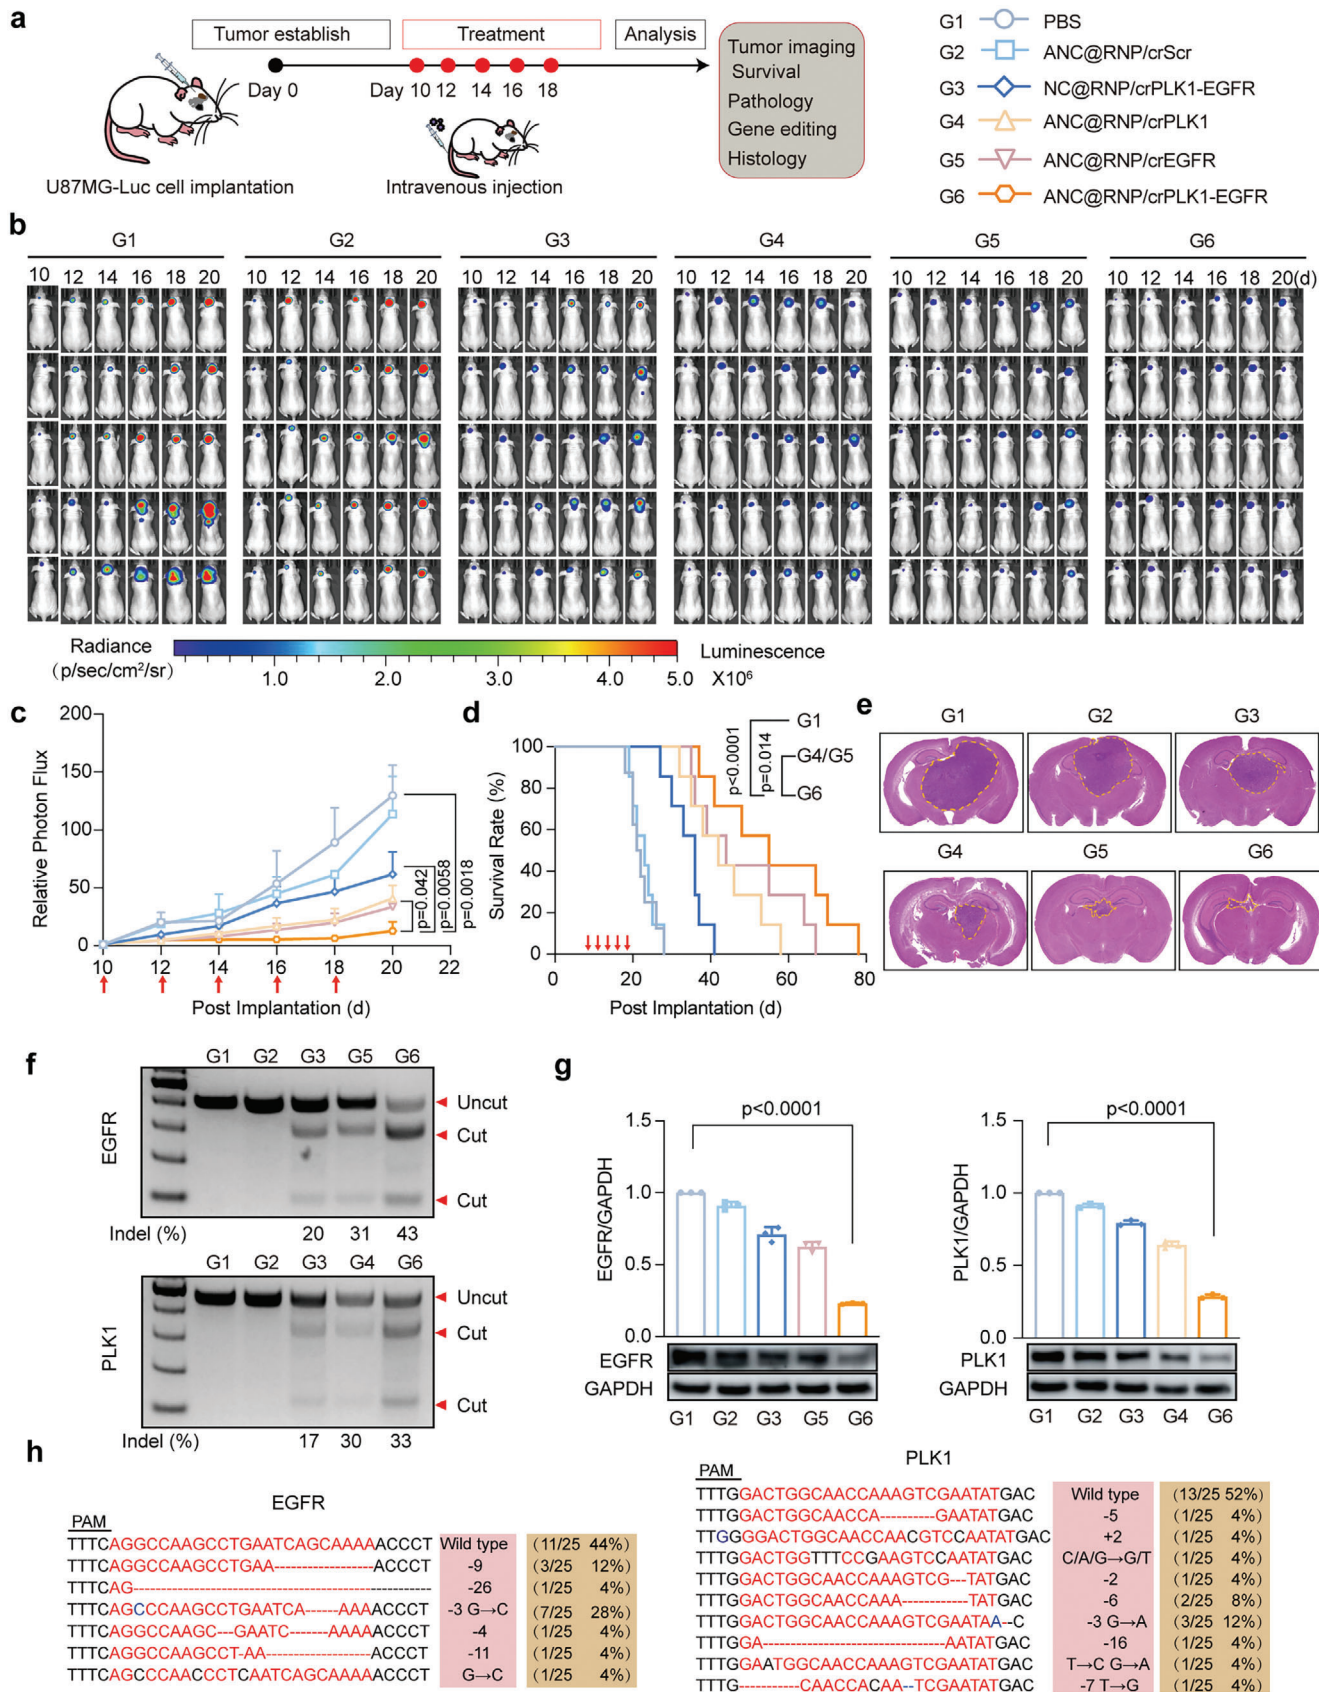 a
Tumor establish
Treatment
Analysis
Day 0
Day 10 12 14 16 18
U87MG-Luc cell implantation
Intravenous injection
Tumor imaging
Survival
Pathology
Gene editing
Histology
G1 PBS
G2 ANC@RNP/crScr
G3 NC@RNP/crPLK1-EGFR
G4 ANC@RNP/crPLK1
G5 ANC@RNP/crEGFR
G6 ANC@RNP/crPLK1-EGFR
b
G1 G2 G3 G4 G5 G6
10 12 14 16 18 20 10 12 14 16 18 20 10 12 14 16 18 20 10 12 14 16 18 20 10 12 14 16 18 20 10 12 14 16 18 20(d)
Radiance
(p/sec/cm²/sr)
1.0 2.0 3.0 4.0 5.0
Luminescence
X10⁶
c
Relative Photon Flux
200
150
100
50
0
10 12 14 16 18 20 22
Post Implantation (d)
p=0.042
p=0.0058
p=0.0018
d
Survival Rate (%)
100
80
60
40
20
0
0 20 40 60 80
Post Implantation (d)
p<0.0001
p=0.014
G1
G4/G5
G6
e
G1 G2 G3
G4 G5 G6
f
G1 G2 G3 G5 G6
EGFR
Uncut
Cut
Cut
Indel (%) 20 31 43
G1 G2 G3 G4 G6
PLK1
Uncut
Cut
Cut
Indel (%) 17 30 33
g
p<0.0001
EGFR/GAPDH
1.5
1.0
0.5
0.0
EGFR
GAPDH
G1 G2 G3 G5 G6
p<0.0001
PLK1/GAPDH
1.5
1.0
0.5
0.0
PLK1
GAPDH
G1 G2 G3 G4 G6
h
EGFR
PAM
TTTCAGGCCAAGCCTGAATCAGCAAAAACCCT Wild type (11/25 44%)
TTTCAGGCCAAGCCTGAA-----------------ACCCT -9 (3/25 12%)
TTTCAG---------------------------------------------------- -26 (1/25 4%)
TTTCAGCCCAAGCCTGAATCA------AAAACCCT -3 G→C (7/25 28%)
TTTCAGGCCAAGC---GAATC------AAAAACCCT -4 (1/25 4%)
TTTCAGGCCAAGCCT-AA------------------ACCCT -11 (1/25 4%)
TTTCAGCCCAACCCTCAATCAGCAAAAACCCT G→C (1/25 4%)
PLK1
PAM
TTTGGACTGGCAACCAAAGTCGAATATGAC Wild type (13/25 52%)
TTTGGACTGGCAACCA---------GAATATGAC -5 (1/25 4%)
TTGGGGACTGGCAACCAACGTCCAATATGAC +2 (1/25 4%)
TTTGGACTGGTTTCCGAAGTCCAATATGAC C/A/G→G/T (1/25 4%)
TTTGGACTGGCAACCAAAGTCG---TATGAC -2 (1/25 4%)
TTTGGACTGGCAACCAAA----------TATGAC -6 (2/25 8%)
TTTGGACTGGCAACCAAAGTCGAATAA--C -3 G→A (3/25 12%)
TTTGGA--------------------------------AATATGAC -16 (1/25 4%)
TTTGGAATGGCAACCAAAGTCGAATATGAC T→C G→A (1/25 4%)
TTTG-----------CAACCACAA--TCGAATATGAC -7 T→G (1/25 4%)